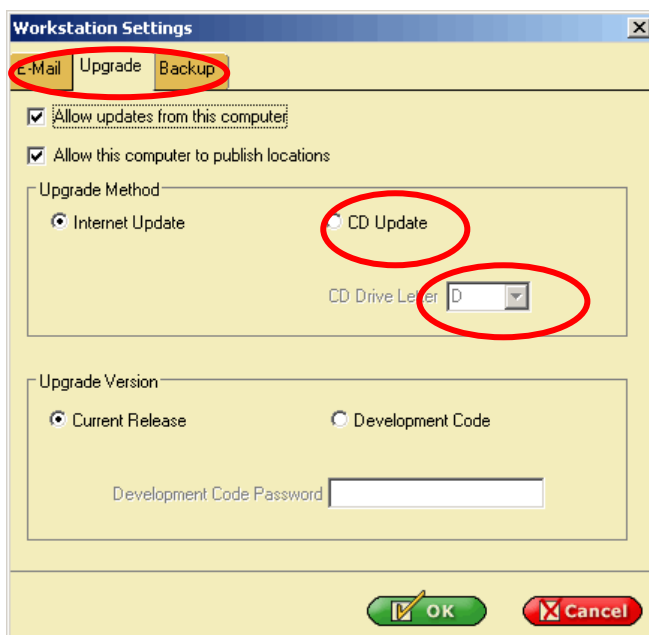 Workstation Settings
E-Mail Upgrade Backup
Allow updates from this computer
Allow this computer to publish locations
Upgrade Method
Internet Update CD Update
CD Drive Letter D
Upgrade Version
Current Release Development Code
Development Code Password
OK Cancel